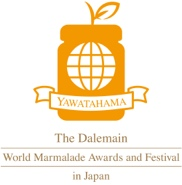 YAWATAHAMA
The Dalemain
World Marmalade Awards and Festival
in Japan